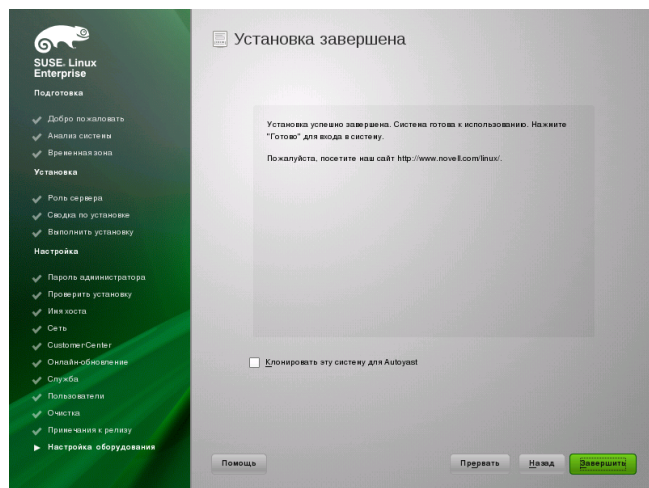 SUSE. Linux
Enterprise
Подготовка
Добро пожаловать
Анализ системы
Временная зона
Установка
Роль сервера
Сводка по установке
Выполнить установку
Настройка
Пароль администратора
Проверить установку
Имя хоста
Сеть
CustomerCenter
Онлайн-обновление
Служба
Пользователи
Очистка
Примечания к релизу
Настройка оборудования
Установка завершена
Установка успешно завершена. Система готова к использованию. Нажмите
"Готово" для входа в систему.
Пожалуйста, посетите наш сайт http://www.novell.com/linux/.
Клонировать эту систему для Autoyast
Помощь
Прервать
Назад
Завершить